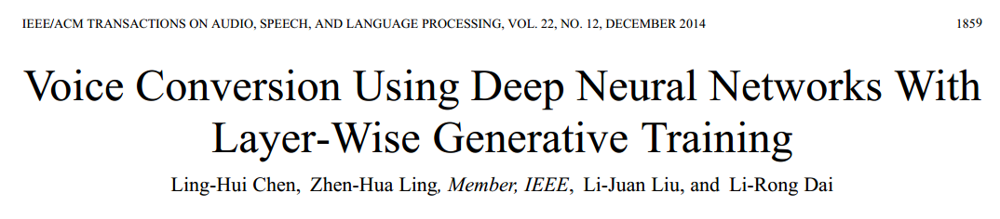 IEEE/ACM TRANSACTIONS ON AUDIO, SPEECH, AND LANGUAGE PROCESSING, VOL. 22, NO. 12, DECEMBER 2014 1859
Voice Conversion Using Deep Neural Networks With
Layer-Wise Generative Training
Ling-Hui Chen, Zhen-Hua Ling, Member, IEEE, Li-Juan Liu, and Li-Rong Dai